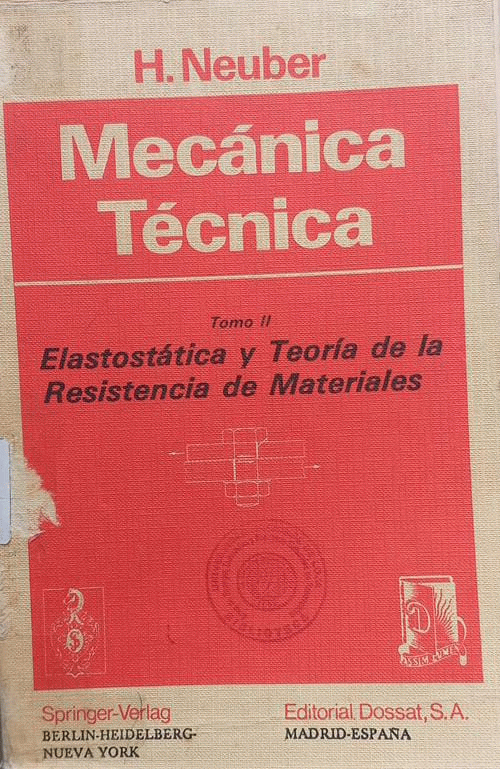 H. Neuber
Mecánica
Técnica
Tomo II
Elastostática y Teoría de la
Resistencia de Materiales
Springer-Verlag
BERLIN-HEIDELBERG-
NUEVA YORK
Editorial Dossat, S.A.
MADRID-ESPAÑA